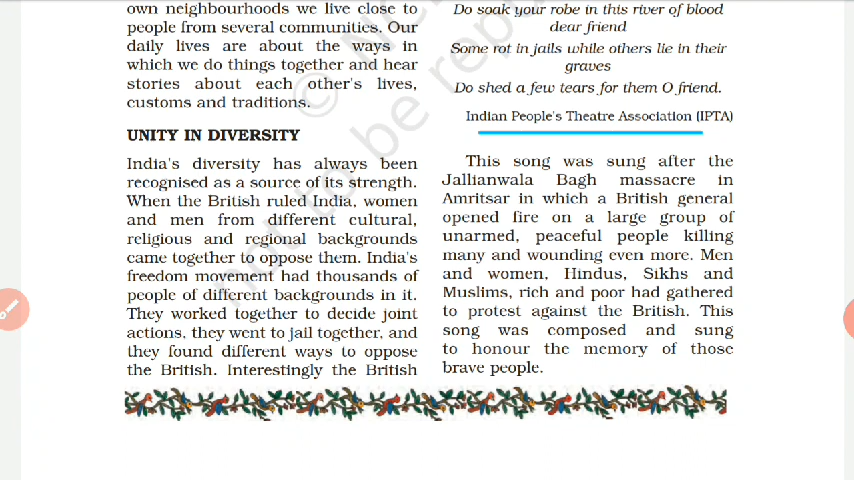 own neighbourhoods we live close to
people from several communities. Our
daily lives are about the ways in
which we do things together and hear
stories about each other's lives,
customs and traditions.
UNITY IN DIVERSITY
India's diversity has always been
recognised as a source of its strength.
When the British ruled India, women
and men from different cultural,
religious and regional backgrounds
came together to oppose them. India's
freedom movement had thousands of
people of different backgrounds in it.
They worked together to decide joint
actions, they went to jail together, and
they found different ways to oppose
the British. Interestingly the British
Do soak your robe in this river of blood
dear friend
Some rot in jails while others lie in their
graves
Do shed a few tears for them O friend.
Indian People's Theatre Association (IPTA)
This song was sung after the
Jallianwala Bagh massacre in
Amritsar in which a British general
opened fire on a large group of
unarmed, peaceful people killing
many and wounding even more. Men
and women, Hindus, Sikhs and
Muslims, rich and poor had gathered
to protest against the British. This
song was composed and sung
to honour the memory of those
brave people.
© N
not to be rep